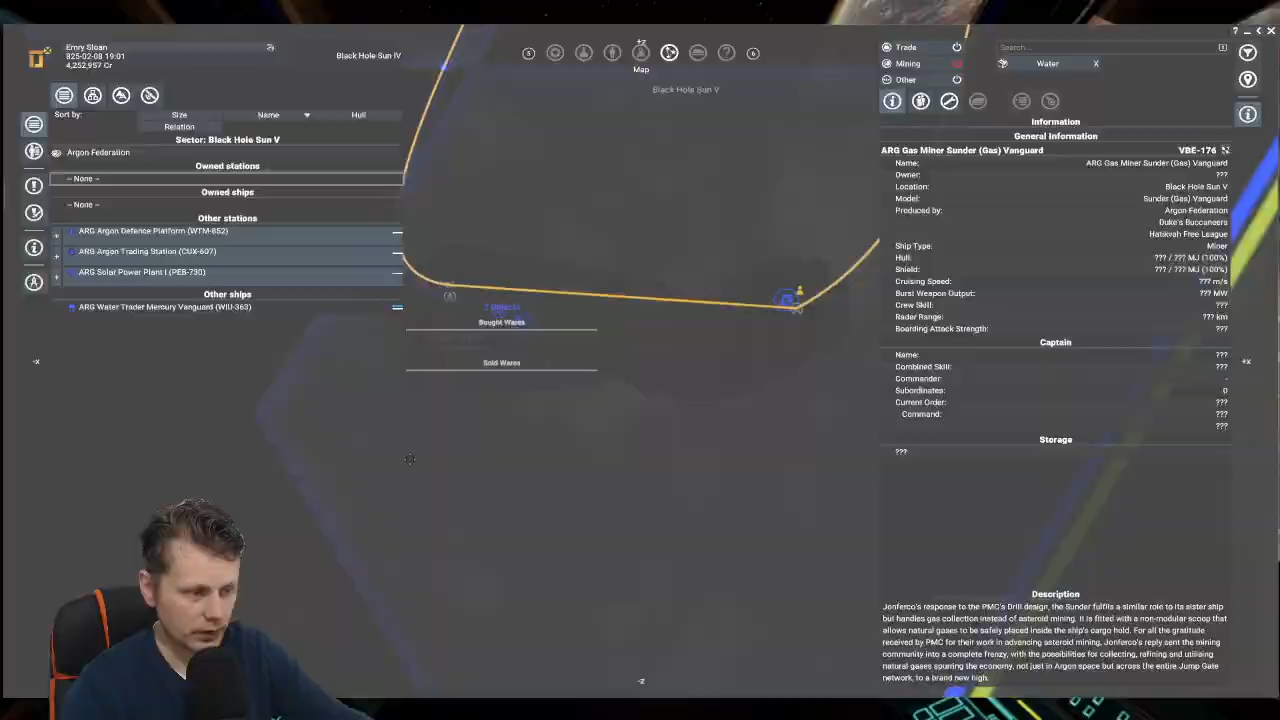 Emry Sloan
825-02-08 19:01
4,252,957 Cr
Black Hole Sun IV
5
+z
6
Map
Black Hole Sun V
Sort by:
Size
Name
Hull
Relation
Sector: Black Hole Sun V
Argon Federation
Owned stations
-- None --
Owned ships
-- None --
Other stations
+ ARG Argon Defence Platform (WTM-852)
+ ARG Argon Trading Station (CUX-607)
+ ARG Solar Power Plant I (PEB-730)
Other ships
ARG Water Trader Mercury Vanguard (WIU-363)
Bought Wares
Sold Wares
-x
+x
-z
Trade
Mining
Other
Search...
Water
X
Information
General Information
ARG Gas Miner Sunder (Gas) Vanguard VBE-176
Name: ARG Gas Miner Sunder (Gas) Vanguard
Owner: ???
Location: Black Hole Sun V
Model: Sunder (Gas) Vanguard
Produced by: Argon Federation
Duke's Buccaneers
Hatikvah Free League
Ship Type: Miner
Hull: ??? / ??? MJ (100%)
Shield: ??? / ??? MJ (100%)
Cruising Speed: ??? m/s
Burst Weapon Output: ??? MW
Crew Skill: ???
Radar Range: ??? km
Boarding Attack Strength: ???
Captain
Name: ???
Combined Skill: ???
Commander: -
Subordinates: 0
Current Order: ???
Command: ???
???
Storage
???
Description
Jonferco's response to the PMC's Drill design, the Sunder fulfils a similar role to its sister ship
but handles gas collection instead of asteroid mining. It is fitted with a non-modular scoop that
allows natural gases to be safely placed inside the ship's cargo hold. For all the gratitude
received by PMC for their work in advancing asteroid mining, Jonferco's reply sent the mining
community into a complete frenzy, with the possibilities for collecting, refining and utilising
natural gases spurring the economy, not just in Argon space but across the entire Jump Gate
network, to a brand new high.